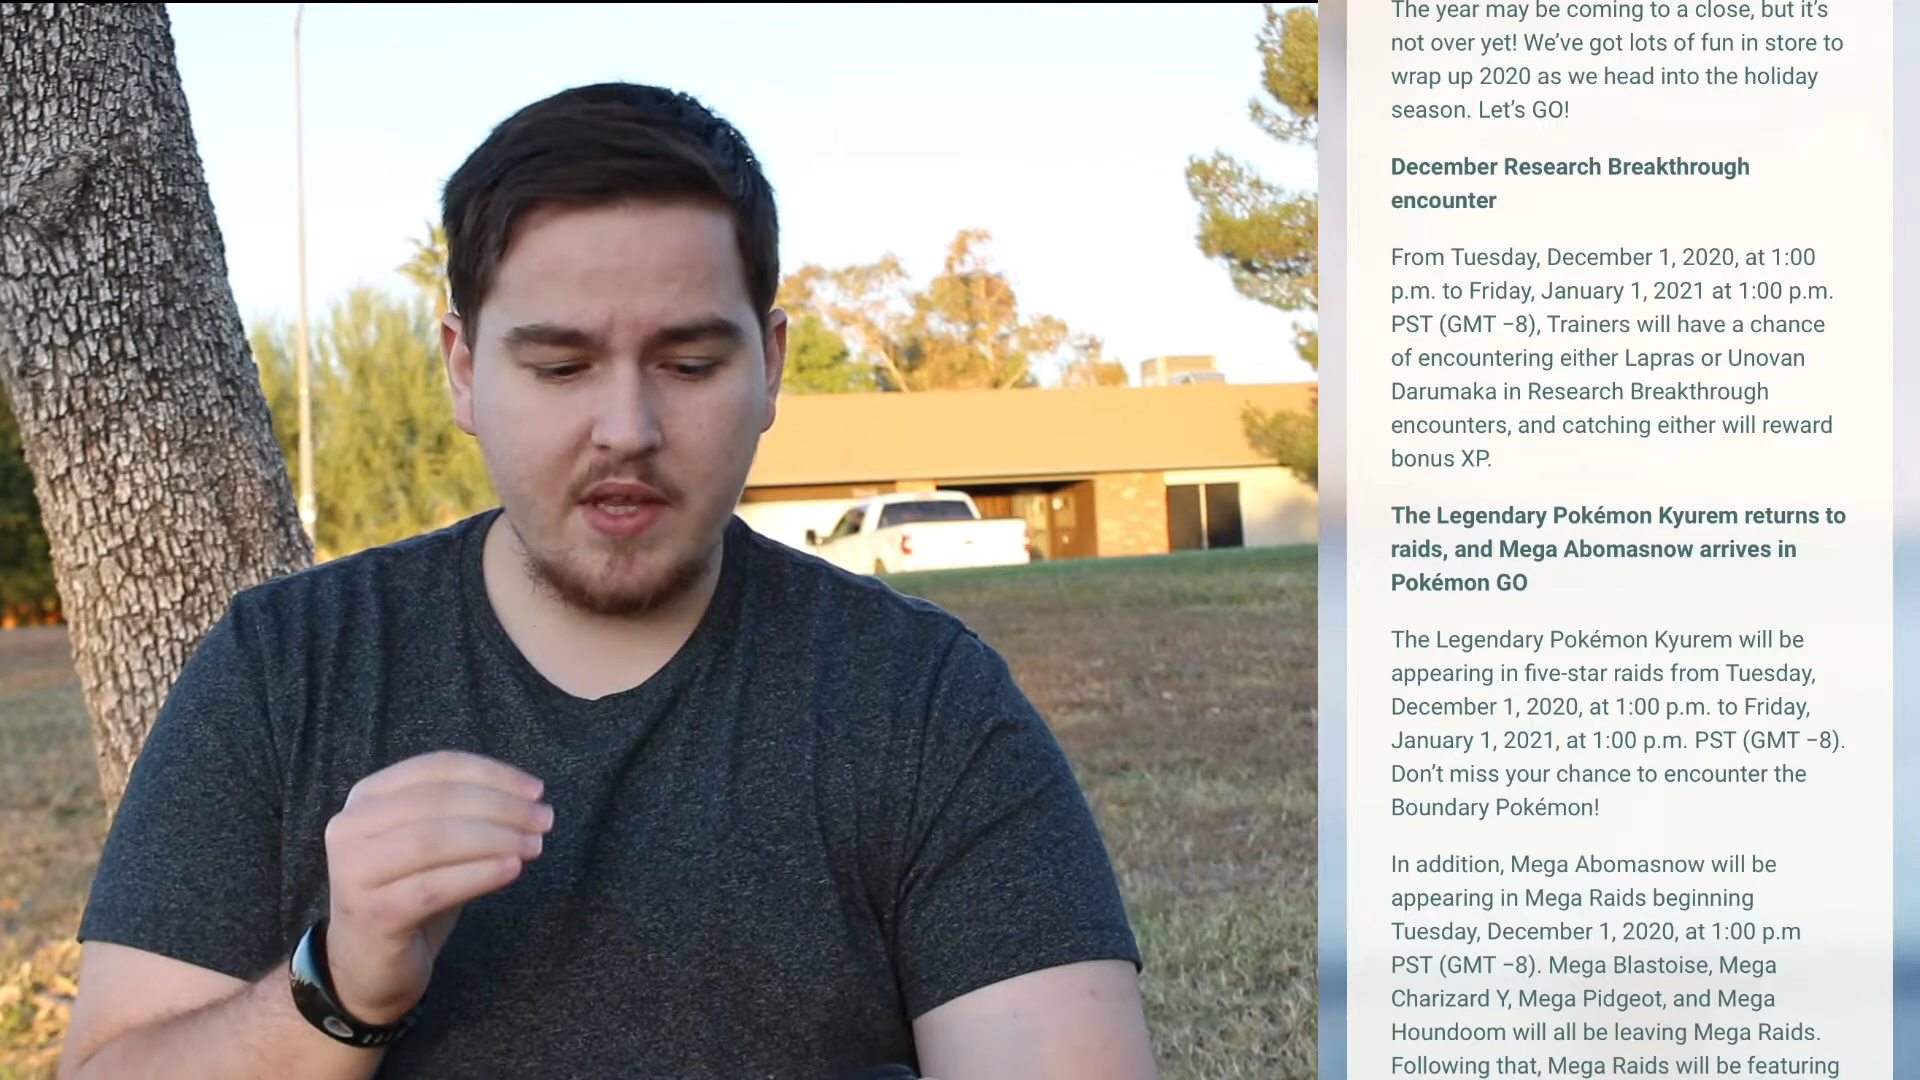 The year may be coming to a close, but it’s
not over yet! We’ve got lots of fun in store to
wrap up 2020 as we head into the holiday
season. Let’s GO!
December Research Breakthrough
encounter
From Tuesday, December 1, 2020, at 1:00
p.m. to Friday, January 1, 2021 at 1:00 p.m.
PST (GMT −8), Trainers will have a chance
of encountering either Lapras or Unovan
Darumaka in Research Breakthrough
encounters, and catching either will reward
bonus XP.
The Legendary Pokémon Kyurem returns to
raids, and Mega Abomasnow arrives in
Pokémon GO
The Legendary Pokémon Kyurem will be
appearing in five-star raids from Tuesday,
December 1, 2020, at 1:00 p.m. to Friday,
January 1, 2021, at 1:00 p.m. PST (GMT −8).
Don’t miss your chance to encounter the
Boundary Pokémon!
In addition, Mega Abomasnow will be
appearing in Mega Raids beginning
Tuesday, December 1, 2020, at 1:00 p.m
PST (GMT −8). Mega Blastoise, Mega
Charizard Y, Mega Pidgeot, and Mega
Houndoom will all be leaving Mega Raids.
Following that, Mega Raids will be featuring